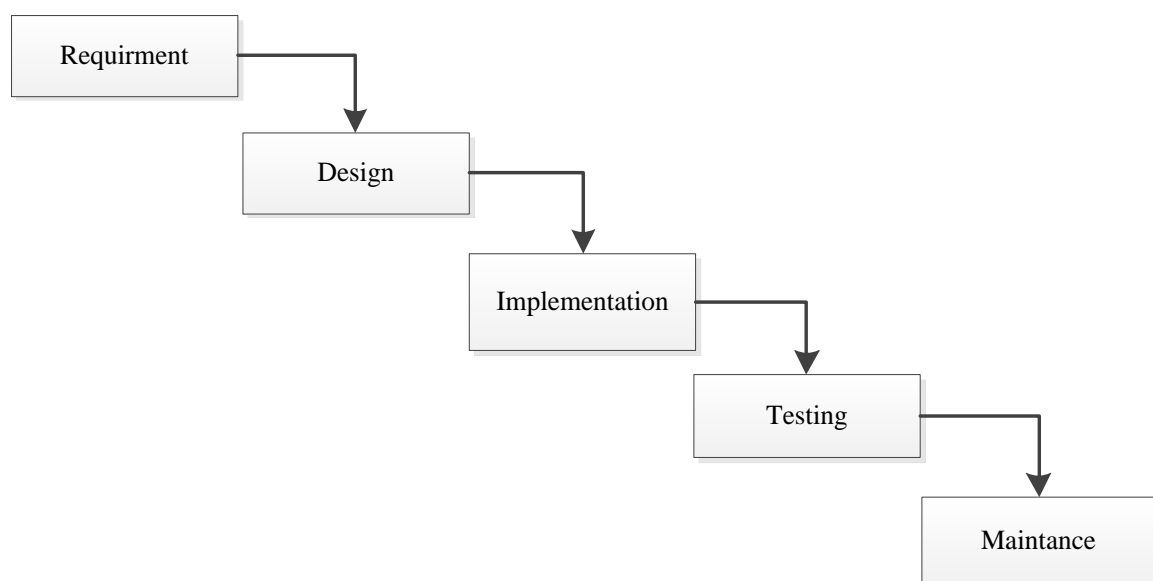 Requirment
Design
Implementation
Testing
Maintance